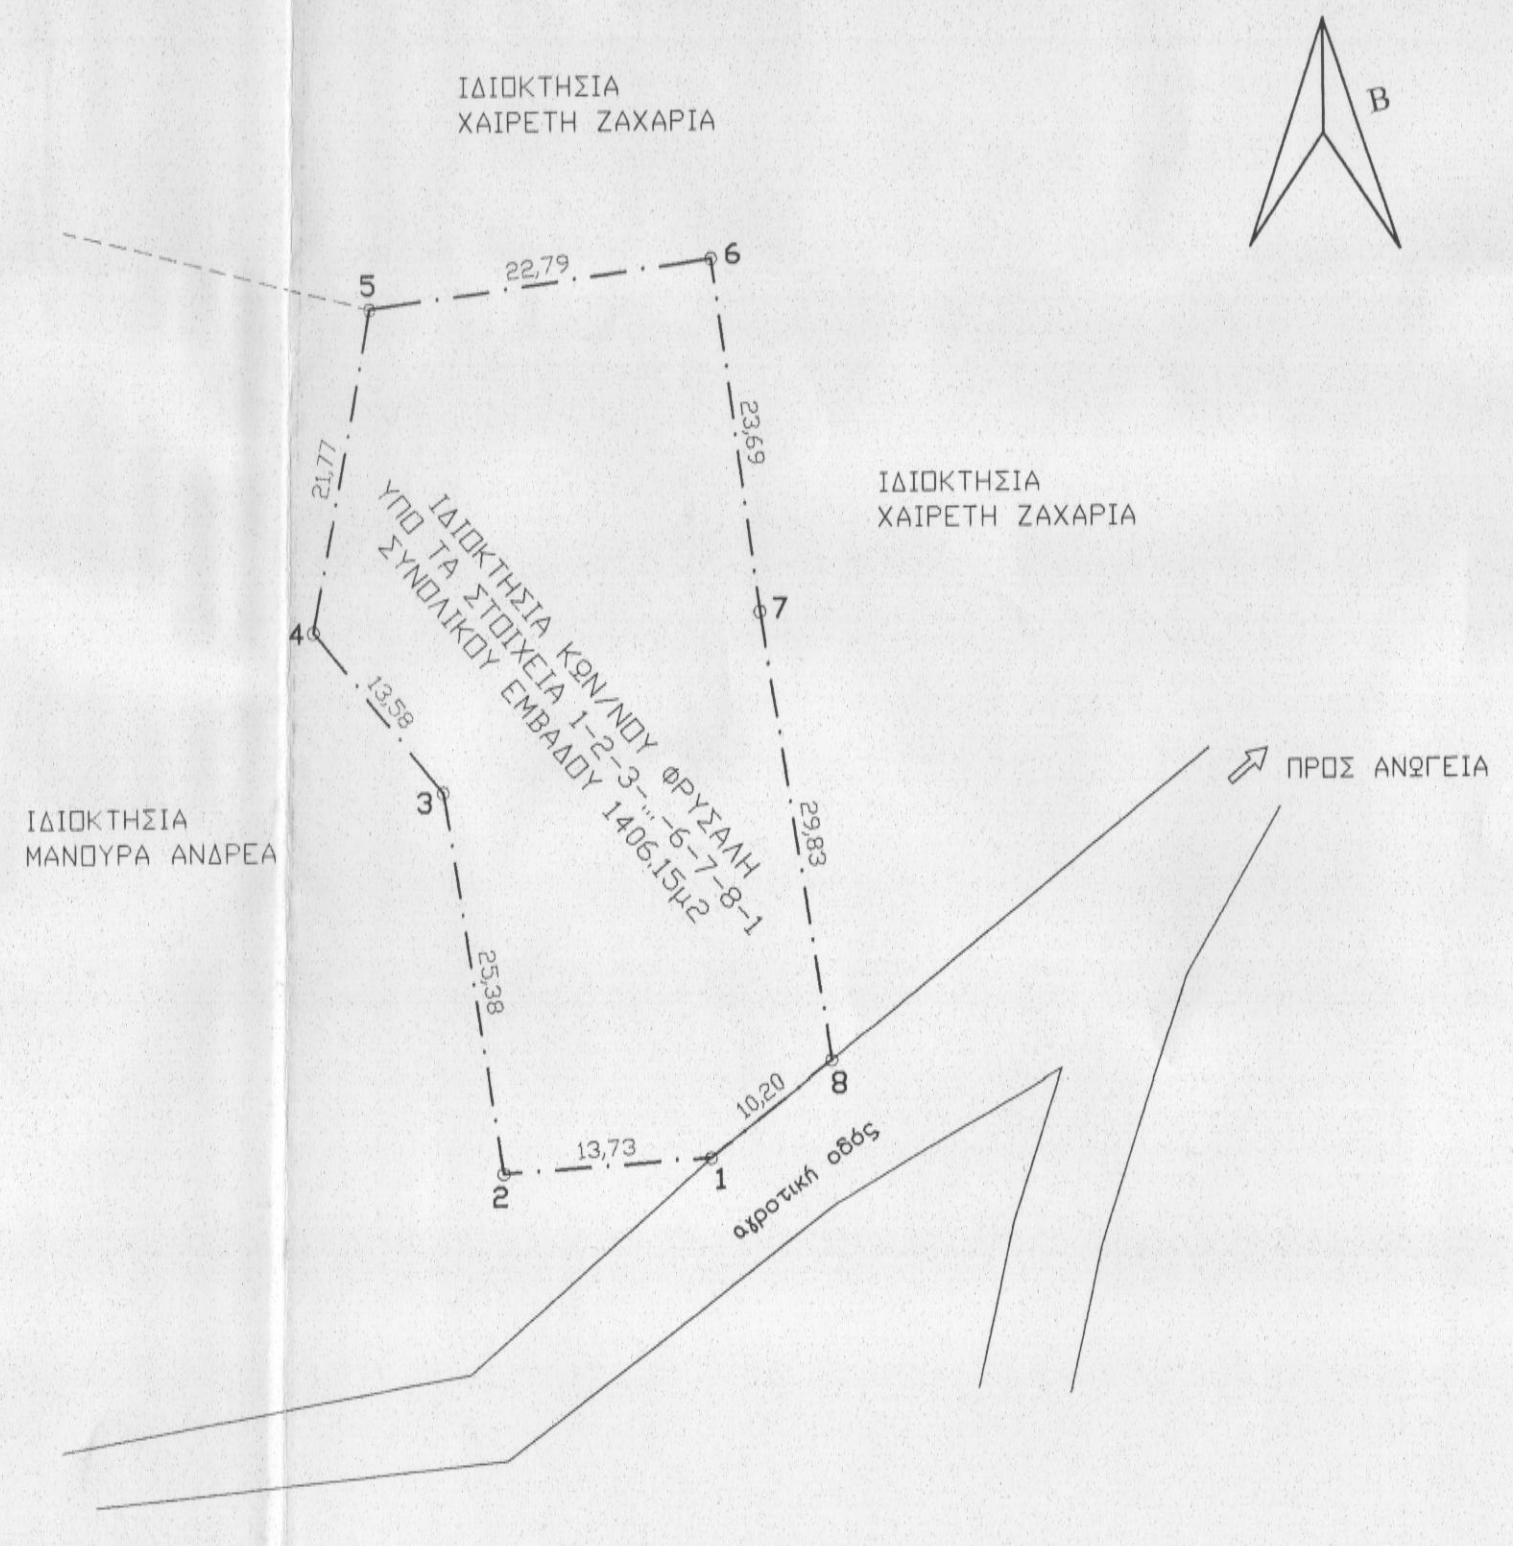 ΙΔΙΟΚΤΗΣΙΑ
ΧΑΙΡΕΤΗ ΖΑΧΑΡΙΑ
Β
5
22,79
6
21,77
23,69
ΙΔΙΟΚΤΗΣΙΑ
ΧΑΙΡΕΤΗ ΖΑΧΑΡΙΑ
ΙΔΙΟΚΤΗΣΙΑ ΚΩΝ/ΝΟΥ ΦΡΥΣΑΛΗ
ΥΠΟ ΤΑ ΣΤΟΙΧΕΙΑ 1-2-3-...-6-7-8-1
ΣΥΝΟΛΙΚΟΥ ΕΜΒΑΔΟΥ 1406,15μ2
4
7
13,58
3
29,83
ΠΡΟΣ ΑΝΩΓΕΙΑ
ΙΔΙΟΚΤΗΣΙΑ
ΜΑΝΟΥΡΑ ΑΝΔΡΕΑ
25,38
10,20
8
13,73
2
1
αγροτική οδός